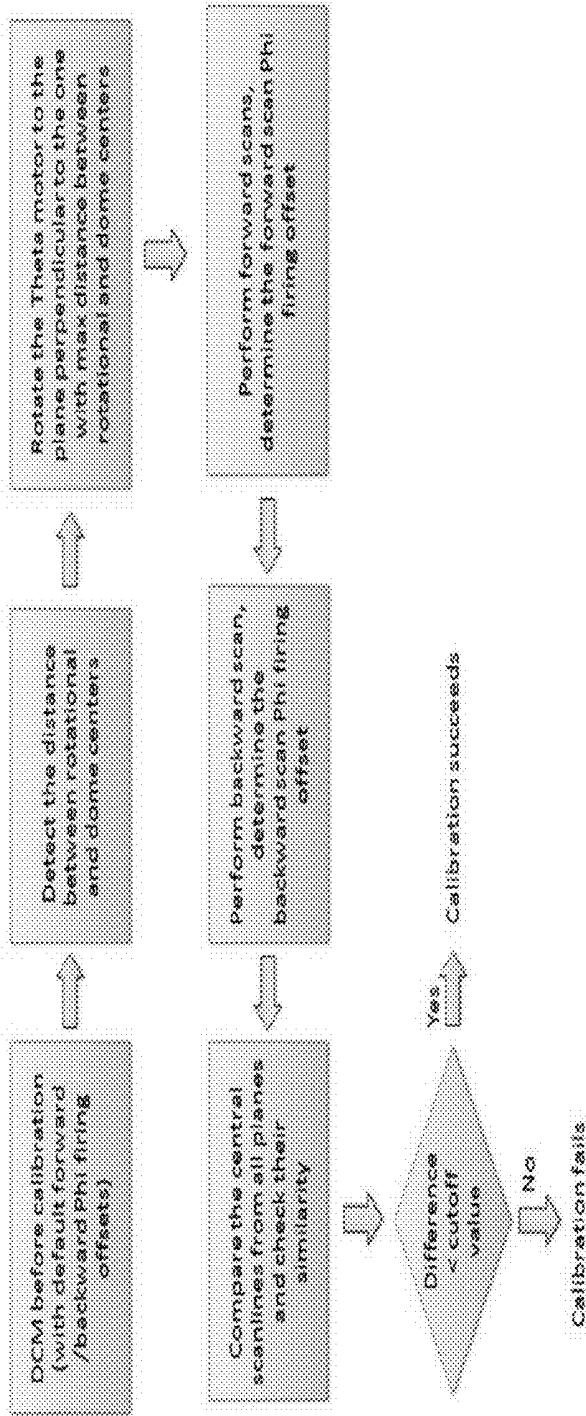 DCM before calibration
(with default forward
/backward Phi firing
offsets)
Detect the distance
between rotational
and dome centers
Rotate the Theta motor to the
plane perpendicular to the one
with max distance between
rotational and dome centers
Perform forward scans,
determine the forward scan Phi
firing offset
Perform backward scan,
determine the
backward scan Phi firing
offset
Compare the central
scanlines from all planes
and check their
similarity
Difference
< cutoff
value
Yes
Calibration succeeds
No
Calibration fails